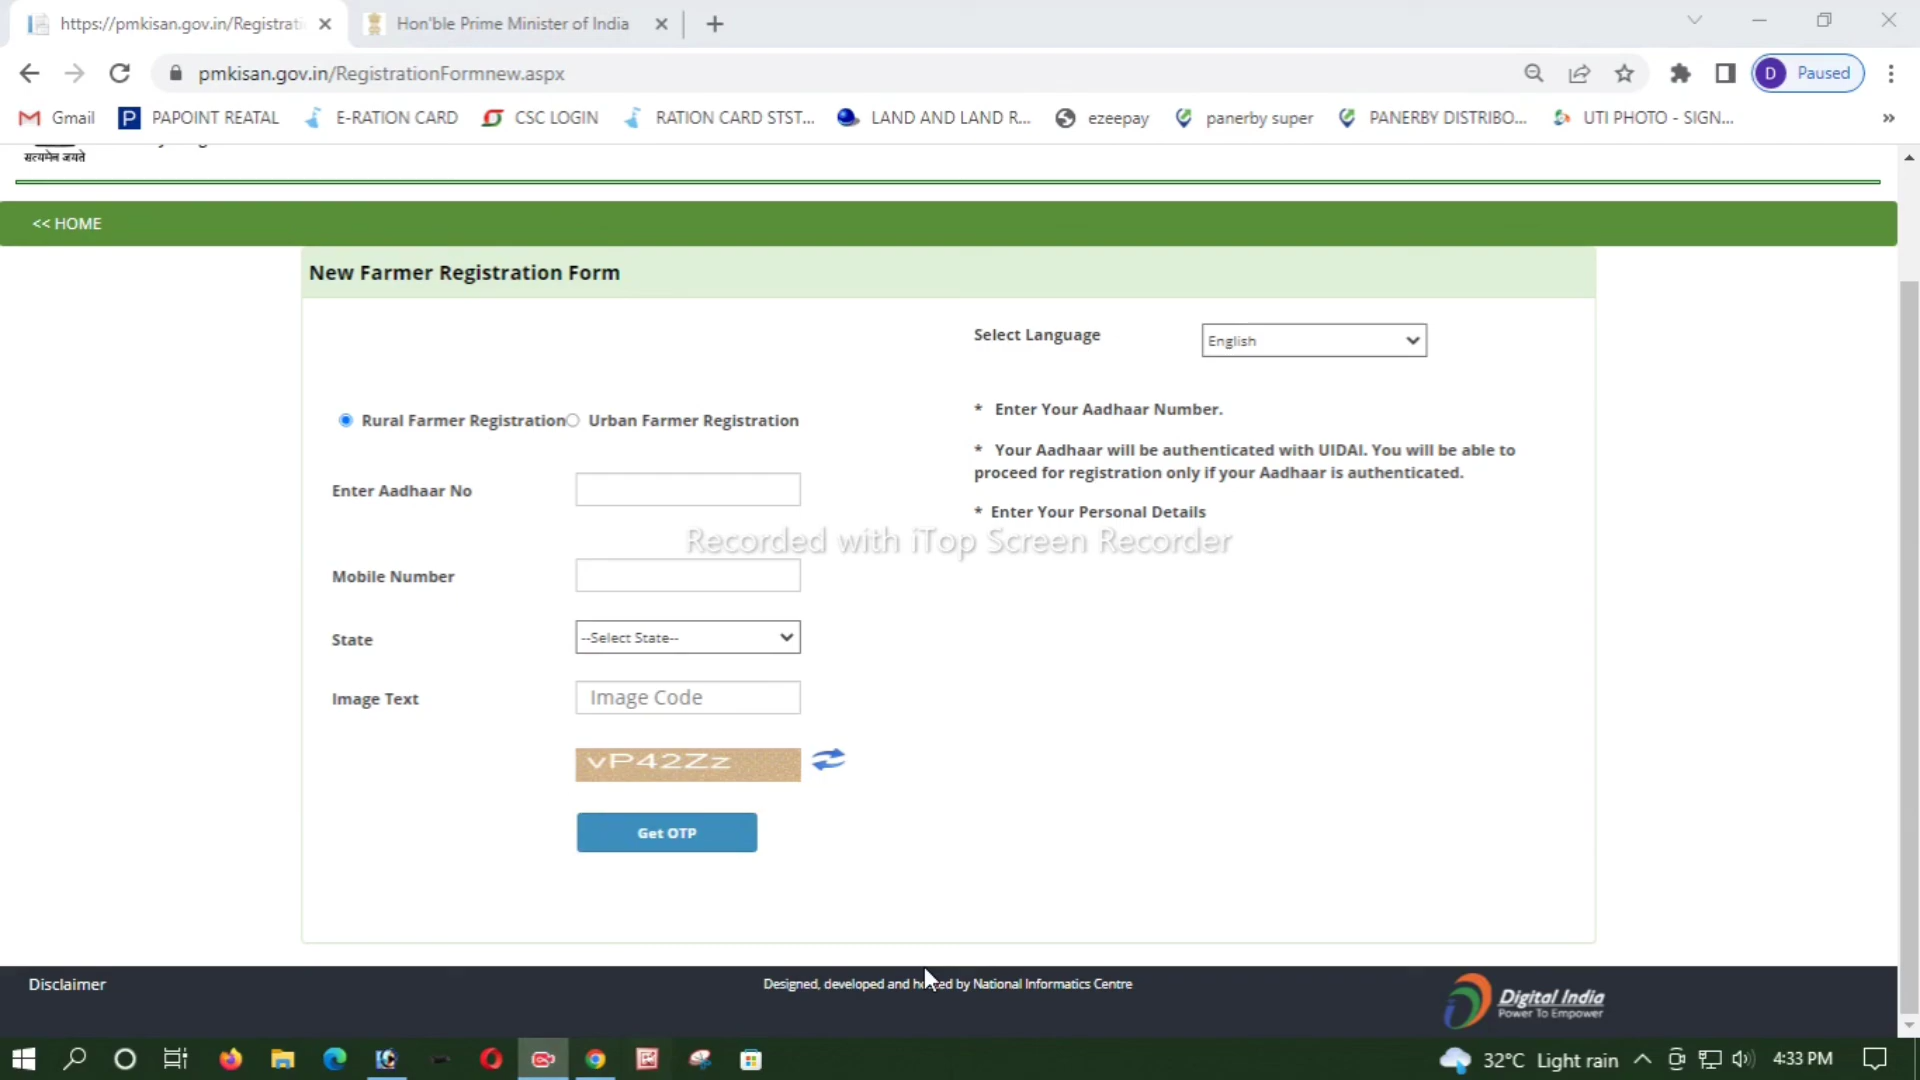 https://pmkisan.gov.in/Registrati
Hon'ble Prime Minister of India
pmkisan.gov.in/RegistrationFormnew.aspx
D Paused
Gmail
P PAPOINT REATAL
E-RATION CARD
CSC LOGIN
RATION CARD STST...
LAND AND LAND R...
ezeepay
panerby super
PANERBY DISTRIBO...
UTI PHOTO - SIGN...
»
सत्यमेव जयते
<< HOME
New Farmer Registration Form
Select Language
English
Rural Farmer Registration
Urban Farmer Registration
* Enter Your Aadhaar Number.
* Your Aadhaar will be authenticated with UIDAI. You will be able to
proceed for registration only if your Aadhaar is authenticated.
Enter Aadhaar No
* Enter Your Personal Details
Recorded with iTop Screen Recorder
Mobile Number
State
--Select State--
Image Text
Image Code
vP42Zz
Get OTP
Disclaimer
Designed, developed and hosted by National Informatics Centre
Digital India
Power To Empower
32°C Light rain
4:33 PM